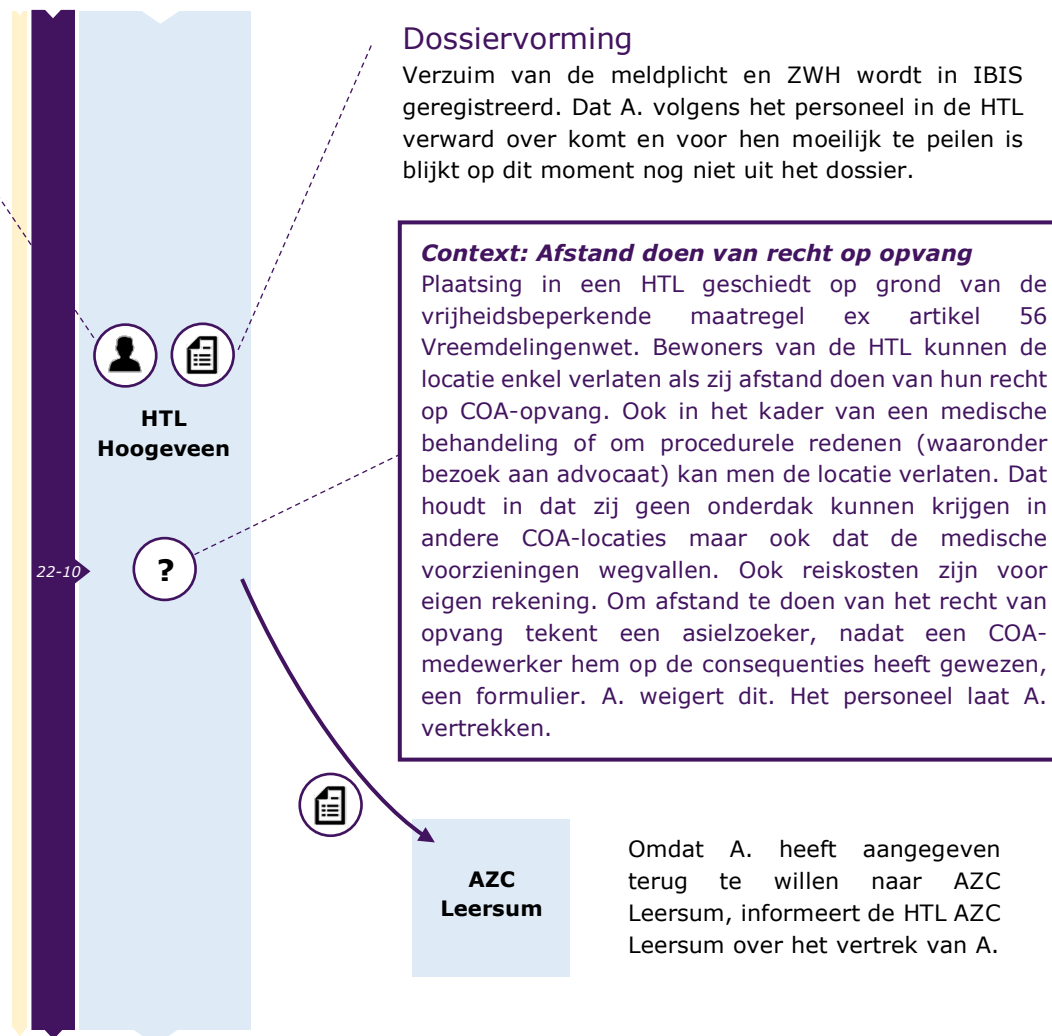 Dossiervorming
Verzuim van de meldplicht en ZWH wordt in IBIS
geregistreerd. Dat A. volgens het personeel in de HTL
verward over komt en voor hen moeilijk te peilen is
blijkt op dit moment nog niet uit het dossier.
Context: Afstand doen van recht op opvang
Plaatsing in een HTL geschiedt op grond van de
vrijheidsbeperkende maatregel ex artikel 56
Vreemdelingenwet. Bewoners van de HTL kunnen de
locatie enkel verlaten als zij afstand doen van hun recht
op COA-opvang. Ook in het kader van een medische
behandeling of om procedurele redenen (waaronder
bezoek aan advocaat) kan men de locatie verlaten. Dat
houdt in dat zij geen onderdak kunnen krijgen in
andere COA-locaties maar ook dat de medische
voorzieningen wegvallen. Ook reiskosten zijn voor
eigen rekening. Om afstand te doen van het recht van
opvang tekent een asielzoeker, nadat een COA-
medewerker hem op de consequenties heeft gewezen,
een formulier. A. weigert dit. Het personeel laat A.
vertrekken.
HTL
Hoogeveen
22-10
?
AZC
Leersum
Omdat A. heeft aangegeven
terug te willen naar AZC
Leersum, informeert de HTL AZC
Leersum over het vertrek van A.